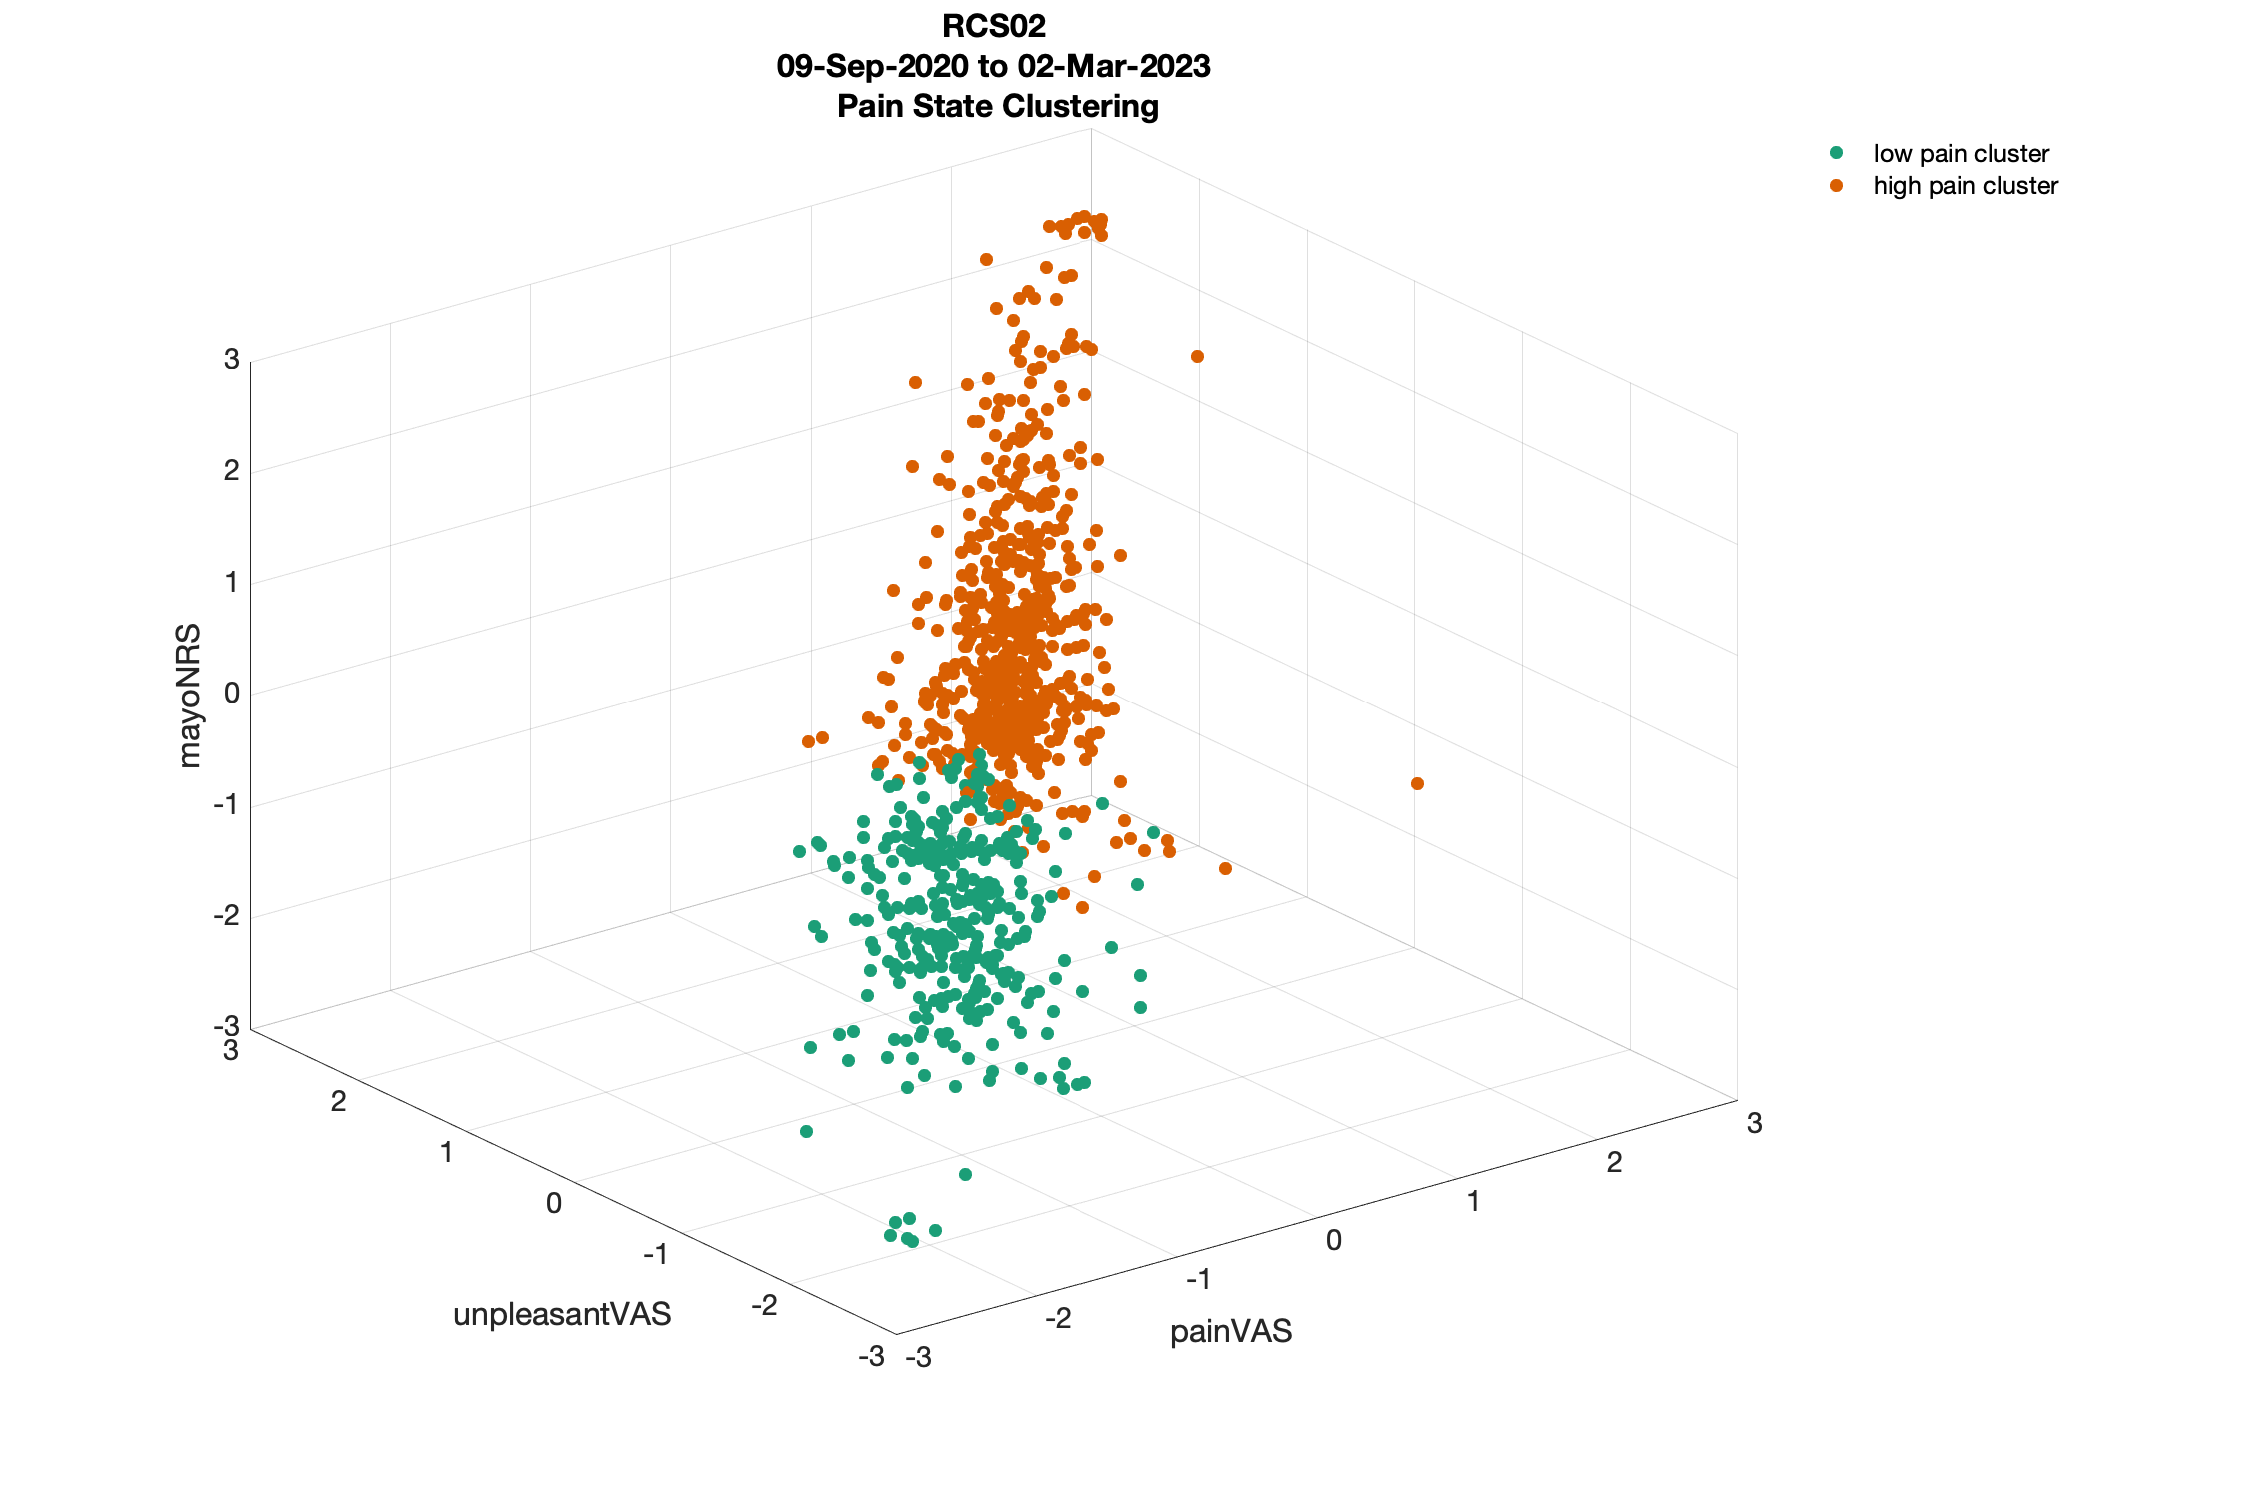 RCS02
09-Sep-2020 to 02-Mar-2023
Pain State Clustering
low pain cluster
high pain cluster
mayoNRS
3
2
1
0
-1
-2
-3
3
2
1
0
-1
-2
-3
unpleasantVAS
-3
-2
-1
0
1
2
3
painVAS